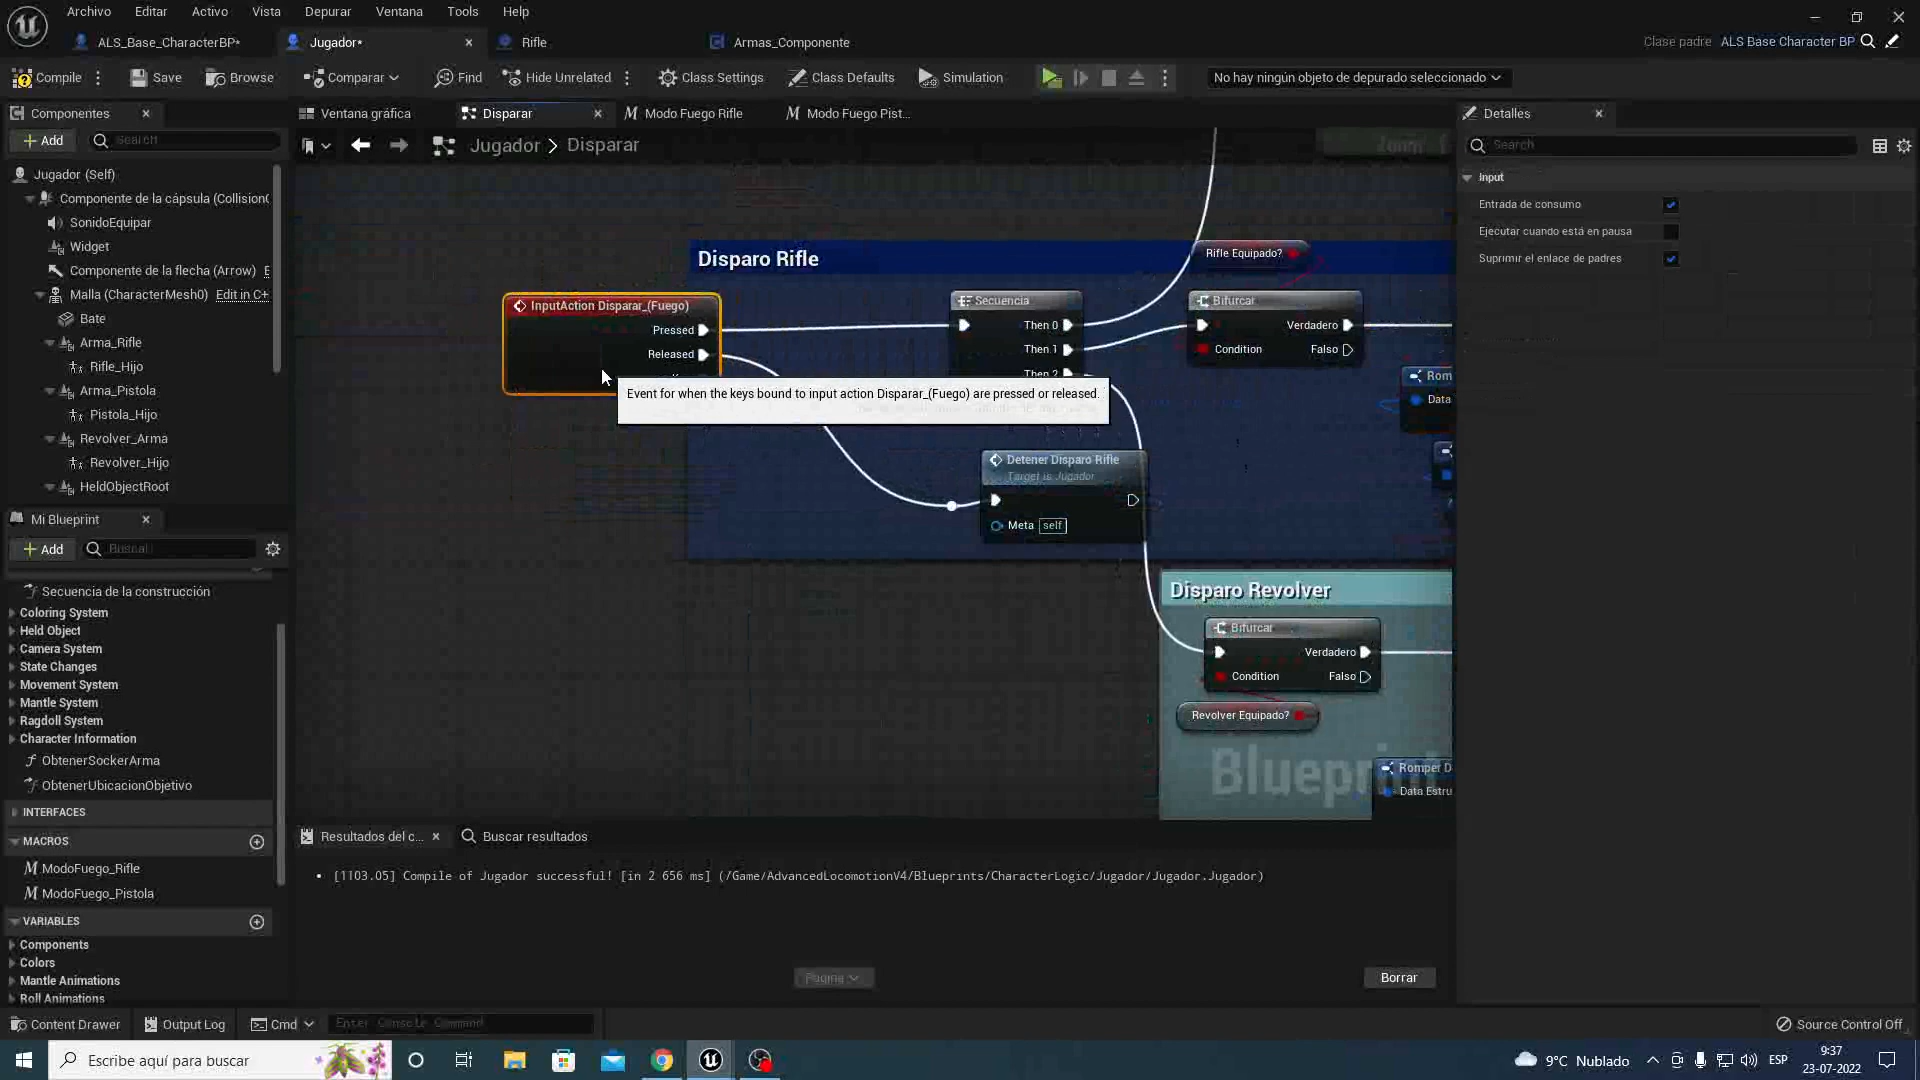 Archivo Editar Activo Vista Depurar Ventana Tools Help
ALS_Base_CharacterBP* Jugador* Rifle Armas_Componente
Clase padre ALS Base Character BP
Compile Save Browse Comparar Find Hide Unrelated Class Settings Class Defaults Simulation No hay ningún objeto de depurado seleccionado
Componentes
Add Search
Jugador (Self)
Componente de la cápsula (Collision
SonidoEquipar
Widget
Componente de la flecha (Arrow) E
Malla (CharacterMesh0) Edit in C+
Bate
Arma_Rifle
Rifle_Hijo
Arma_Pistola
Pistola_Hijo
Revolver_Arma
Revolver_Hijo
HeldObjectRoot
Mi Blueprint
Add Buscar
Secuencia de la construcción
Coloring System
Held Object
Camera System
State Changes
Movement System
Mantle System
Ragdoll System
Character Information
ObtenerSockerArma
ObtenerUbicacionObjetivo
INTERFACES
MACROS
ModoFuego_Rifle
ModoFuego_Pistola
VARIABLES
Components
Colors
Mantle Animations
Roll Animations
Ventana gráfica Disparar Modo Fuego Rifle Modo Fuego Pist...
Jugador > Disparar
Disparo Rifle
Rifle Equipado?
InputAction Disparar_(Fuego)
Pressed
Released
Secuencia
Then 0
Then 1
Then 2
Bifurcar
Verdadero
Condition Falso
Rom
Data
Event for when the keys bound to input action Disparar_(Fuego) are pressed or released.
Detener Disparo Rifle
Target is Jugador
Meta self
Disparo Revolver
Bifurcar
Verdadero
Condition Falso
Revolver Equipado?
Romper D
Data Estru
Resultados del c... Buscar resultados
• [1103.05] Compile of Jugador successful! [in 2 656 ms] (/Game/AdvancedLocomotionV4/Blueprints/CharacterLogic/Jugador/Jugador.Jugador)
Página Borrar
Detalles
Search
Input
Entrada de consumo
Ejecutar cuando está en pausa
Suprimir el enlace de padres
Content Drawer Output Log Cmd Enter Console Command Source Control Off
Escribe aquí para buscar
9°C Nublado ESP
9:37
23-07-2022